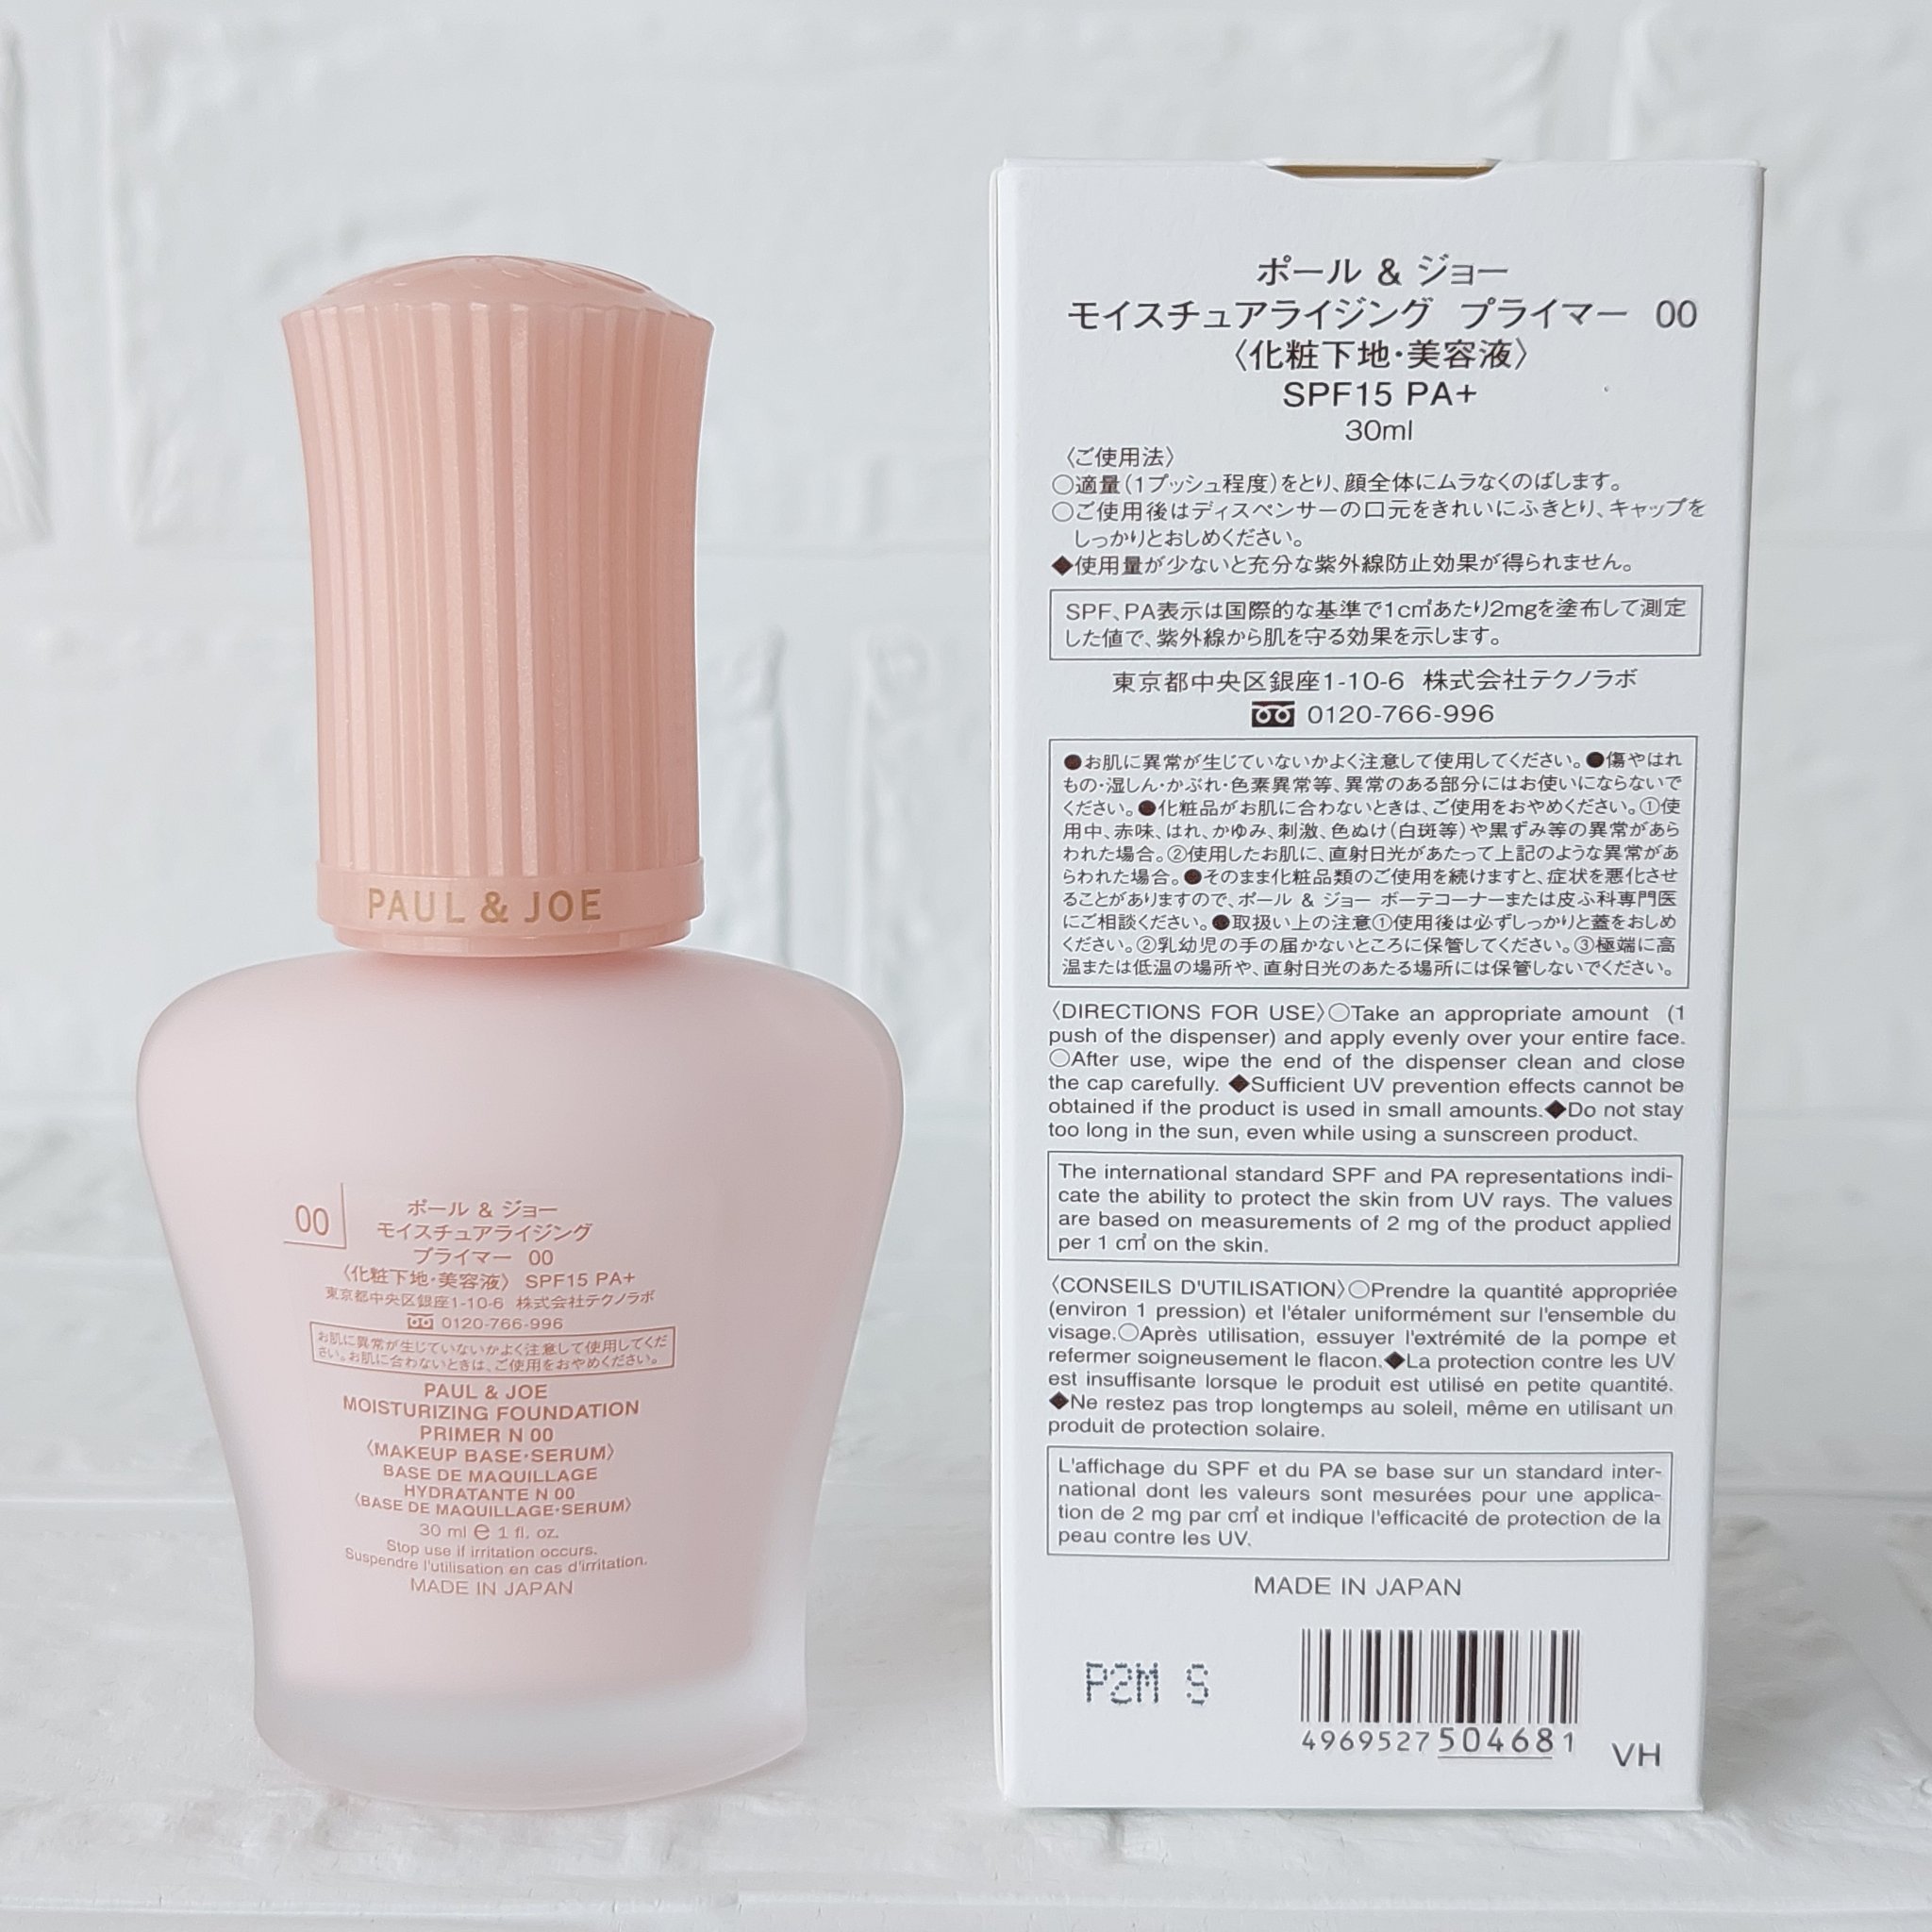 PAUL & JOE
00
ポール & ジョー
モイスチュアライジング
プライマー 00
〈化粧下地・美容液〉 SPF15 PA+
東京都中央区銀座1-10-6 株式会社テクノラボ
0120-766-996
お肌に異常が生じていないかよく注意して使用してくだ
さい。お肌に合わないときは、ご使用をおやめください。
PAUL & JOE
MOISTURIZING FOUNDATION
PRIMER N 00
〈MAKEUP BASE・SERUM〉
BASE DE MAQUILLAGE
HYDRATANTE N 00
〈BASE DE MAQUILLAGE・SERUM〉
30 ml e 1 fl. oz.
Stop use if irritation occurs.
Suspendre l'utilisation en cas d'irritation.
MADE IN JAPAN
ポール & ジョー
モイスチュアライジング プライマー 00
〈化粧下地・美容液〉
SPF15 PA+
30ml
〈ご使用法〉
○適量(1プッシュ程度)をとり、顔全体にムラなくのばします。
○ご使用後はディスペンサーの口元をきれいにふきとり、キャップを
しっかりとおしめください。
◆使用量が少ないと充分な紫外線防止効果が得られません。
SPF、PA表示は国際的な基準で1c㎡あたり2mgを塗布して測定
した値で、紫外線から肌を守る効果を示します。
東京都中央区銀座1-10-6 株式会社テクノラボ
0120-766-996
●お肌に異常が生じていないかよく注意して使用してください。●傷やはれ
もの・湿しん・かぶれ・色素異常等、異常のある部分にはお使いにならないで
ください。●化粧品がお肌に合わないときは、ご使用をおやめください。①使
用中、赤味、はれ、かゆみ、刺激、色ぬけ(白斑等)や黒ずみ等の異常があら
われた場合。②使用したお肌に、直射日光があたって上記のような異常があ
らわれた場合。●そのまま化粧品類のご使用を続けますと、症状を悪化させ
ることがありますので、ポール & ジョー ボーテコーナーまたは皮ふ科専門医
にご相談ください。●取扱い上の注意①使用後は必ずしっかりと蓋をおしめ
ください。②乳幼児の手の届かないところに保管してください。③極端に高
温または低温の場所や、直射日光のあたる場所には保管しないでください。
〈DIRECTIONS FOR USE〉○Take an appropriate amount (1
push of the dispenser) and apply evenly over your entire face.
○After use, wipe the end of the dispenser clean and close
the cap carefully. ◆Sufficient UV prevention effects cannot be
obtained if the product is used in small amounts.◆Do not stay
too long in the sun, even while using a sunscreen product.
The international standard SPF and PA representations indi-
cate the ability to protect the skin from UV rays. The values
are based on measurements of 2 mg of the product applied
per 1 c㎡ on the skin.
〈CONSEILS D'UTILISATION〉○Prendre la quantité appropriée
(environ 1 pression) et l'étaler uniformément sur l'ensemble du
visage.○Après utilisation, essuyer l'extrémité de la pompe et
refermer soigneusement le flacon.◆La protection contre les UV
est insuffisante lorsque le produit est utilisé en petite quantité.
◆Ne restez pas trop longtemps au soleil, même en utilisant un
produit de protection solaire.
L'affichage du SPF et du PA se base sur un standard inter-
national dont les valeurs sont mesurées pour une applica-
tion de 2 mg par c㎡ et indique l'efficacité de protection de la
peau contre les UV.
MADE IN JAPAN
P2M S
4969527504681
VH